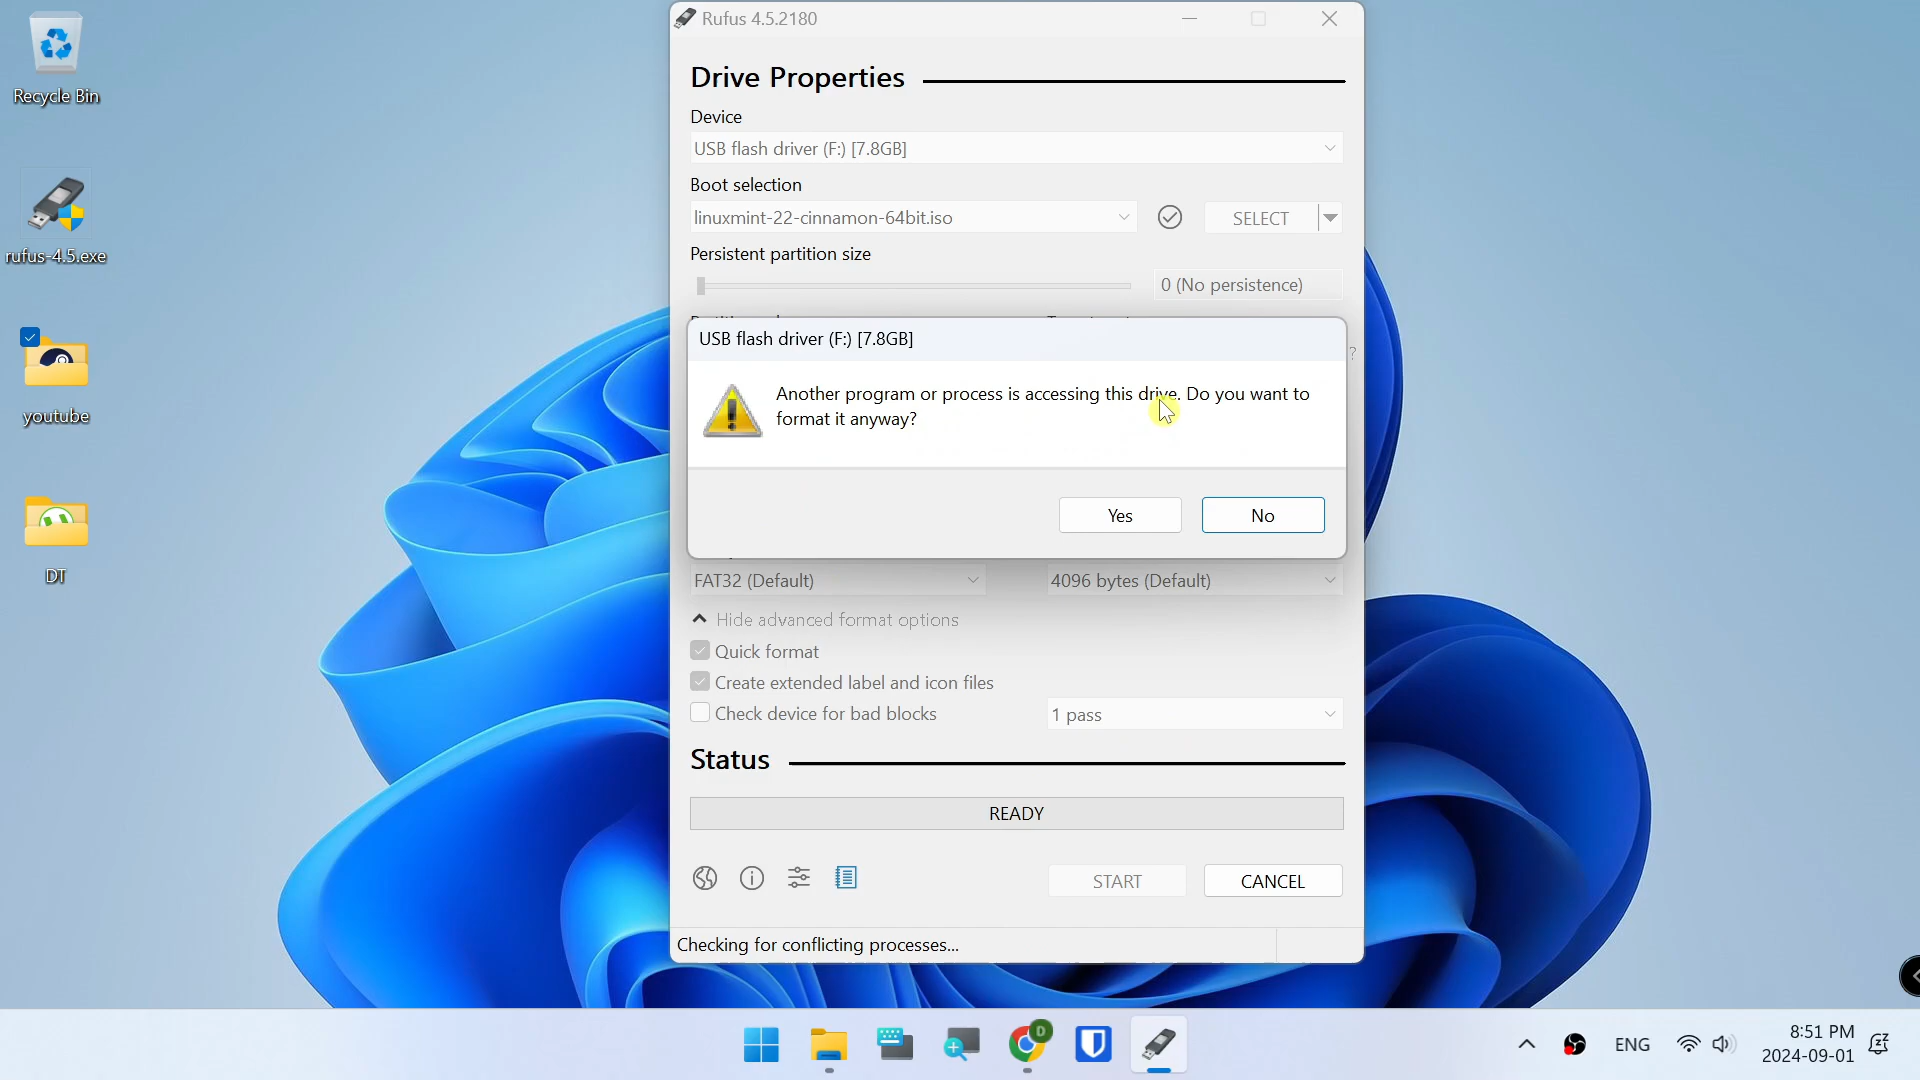 Recycle Bin
rufus-4.5.exe
youtube
DT
Rufus 4.5.2180
Drive Properties
Device
USB flash driver (F:) [7.8GB]
Boot selection
linuxmint-22-cinnamon-64bit.iso
SELECT
Persistent partition size
0 (No persistence)
USB flash driver (F:) [7.8GB]
?
Another program or process is accessing this drive. Do you want to
format it anyway?
Yes
No
FAT32 (Default)
4096 bytes (Default)
Hide advanced format options
Quick format
Create extended label and icon files
Check device for bad blocks
1 pass
Status
READY
START
CANCEL
Checking for conflicting processes...
D
ENG
8:51 PM
2024-09-01